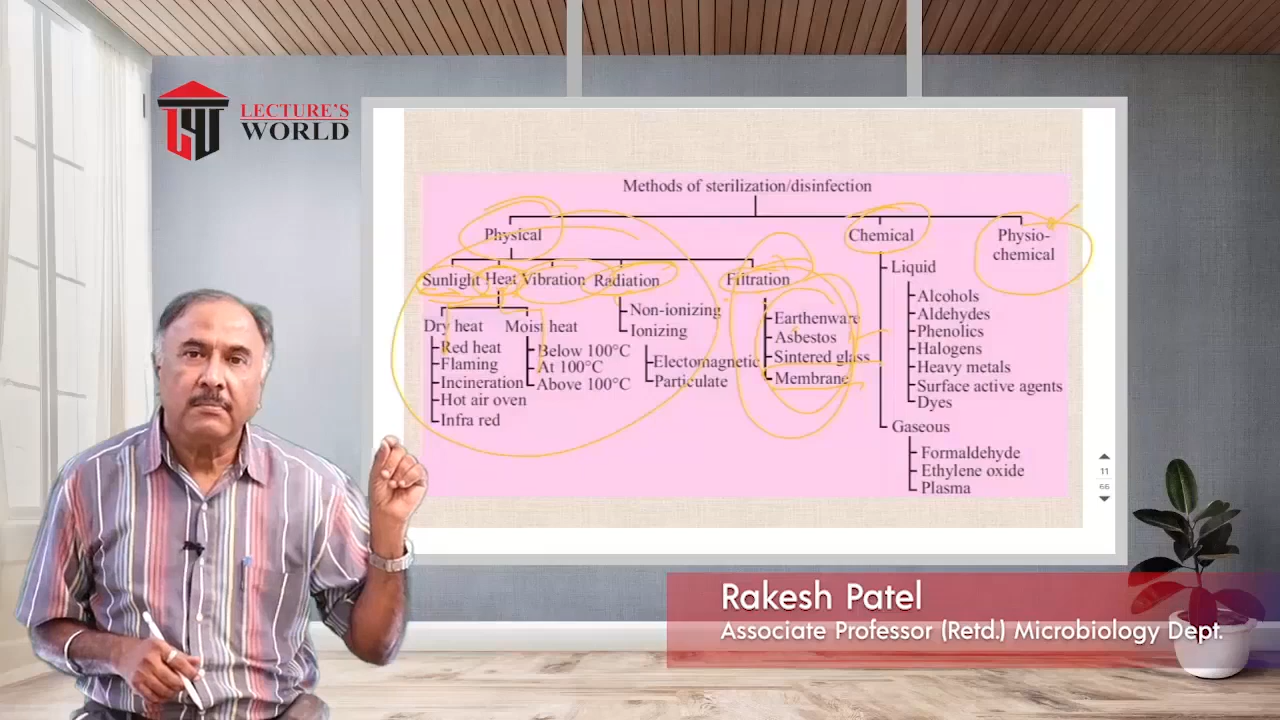 LECTURE'S
WORLD
Methods of sterilization/disinfection
Physical
Chemical
Physio-
chemical
Sunlight
Heat
Vibration
Radiation
Filtration
Dry heat
Red heat
Flaming
Incineration
Hot air oven
Infra red
Moist heat
Below 100°C
At 100°C
Above 100°C
Non-ionizing
Ionizing
Electomagnetic
Particulate
Earthenware
Asbestos
Sintered glass
Membrane
Liquid
Alcohols
Aldehydes
Phenolics
Halogens
Heavy metals
Surface active agents
Dyes
Gaseous
Formaldehyde
Ethylene oxide
Plasma
11
66
Rakesh Patel
Associate Professor (Retd.) Microbiology Dept.